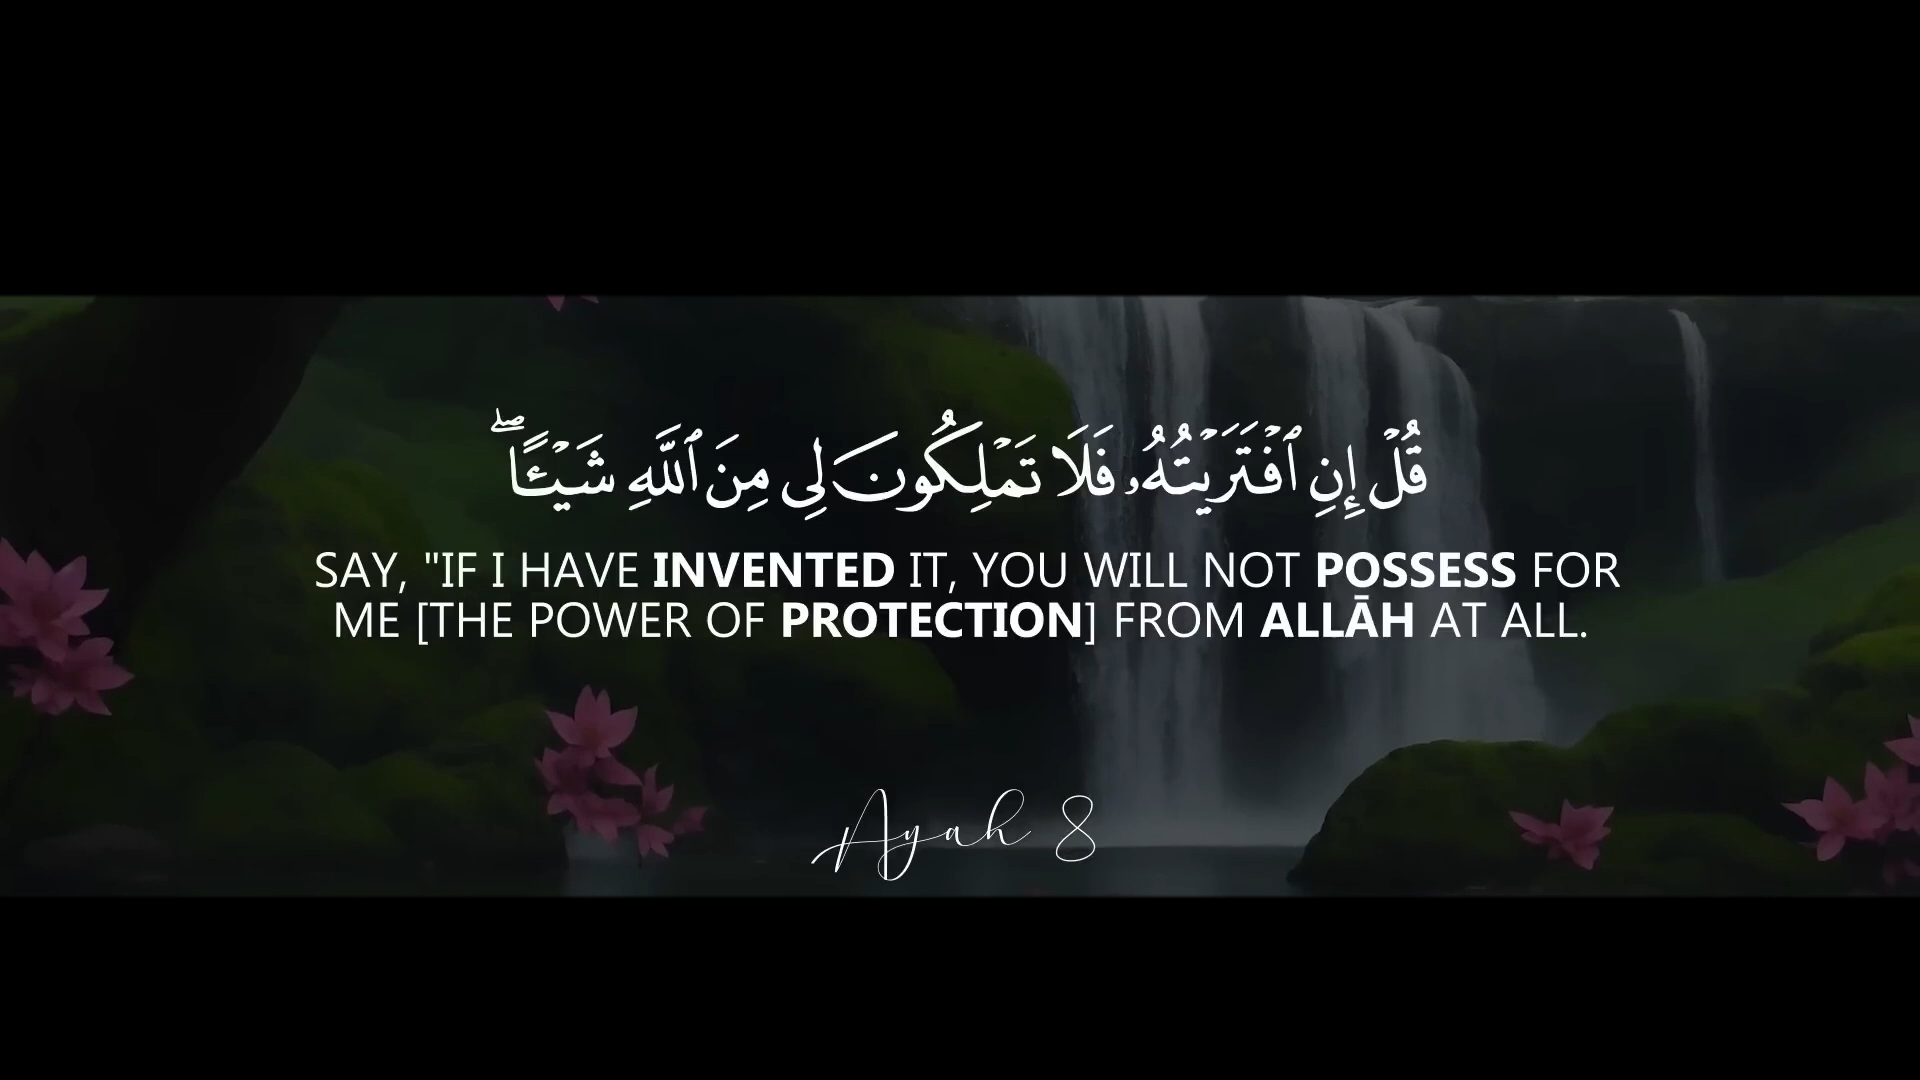 قُلْ إِنِ ٱفْتَرَيْتُهُۥ فَلَا تَمْلِكُونَ لِى مِنَ ٱللَّهِ شَيْـًٔا ۖ
SAY, "IF I HAVE INVENTED IT, YOU WILL NOT POSSESS FOR
ME [THE POWER OF PROTECTION] FROM ALLĀH AT ALL.
Ayah 8